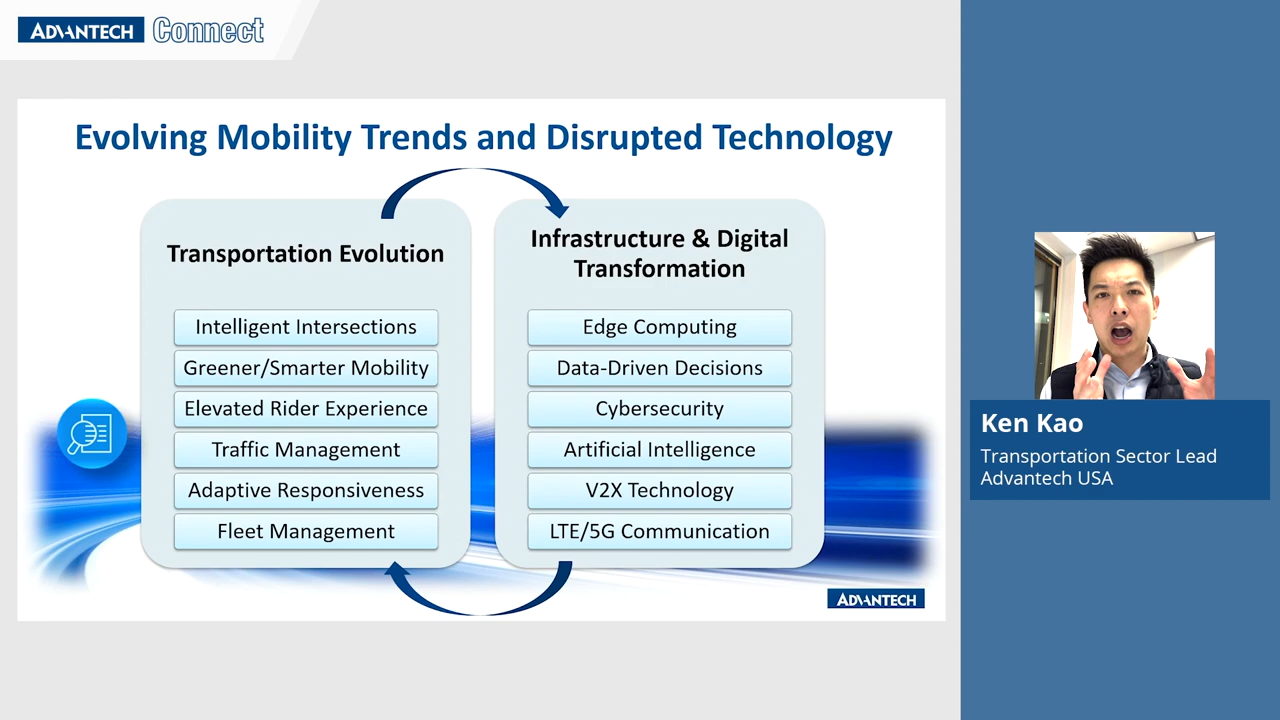 ADVANTECH Connect
Evolving Mobility Trends and Disrupted Technology
Transportation Evolution
Intelligent Intersections
Greener/Smarter Mobility
Elevated Rider Experience
Traffic Management
Adaptive Responsiveness
Fleet Management
Infrastructure & Digital
Transformation
Edge Computing
Data-Driven Decisions
Cybersecurity
Artificial Intelligence
V2X Technology
LTE/5G Communication
ADVANTECH
Ken Kao
Transportation Sector Lead
Advantech USA